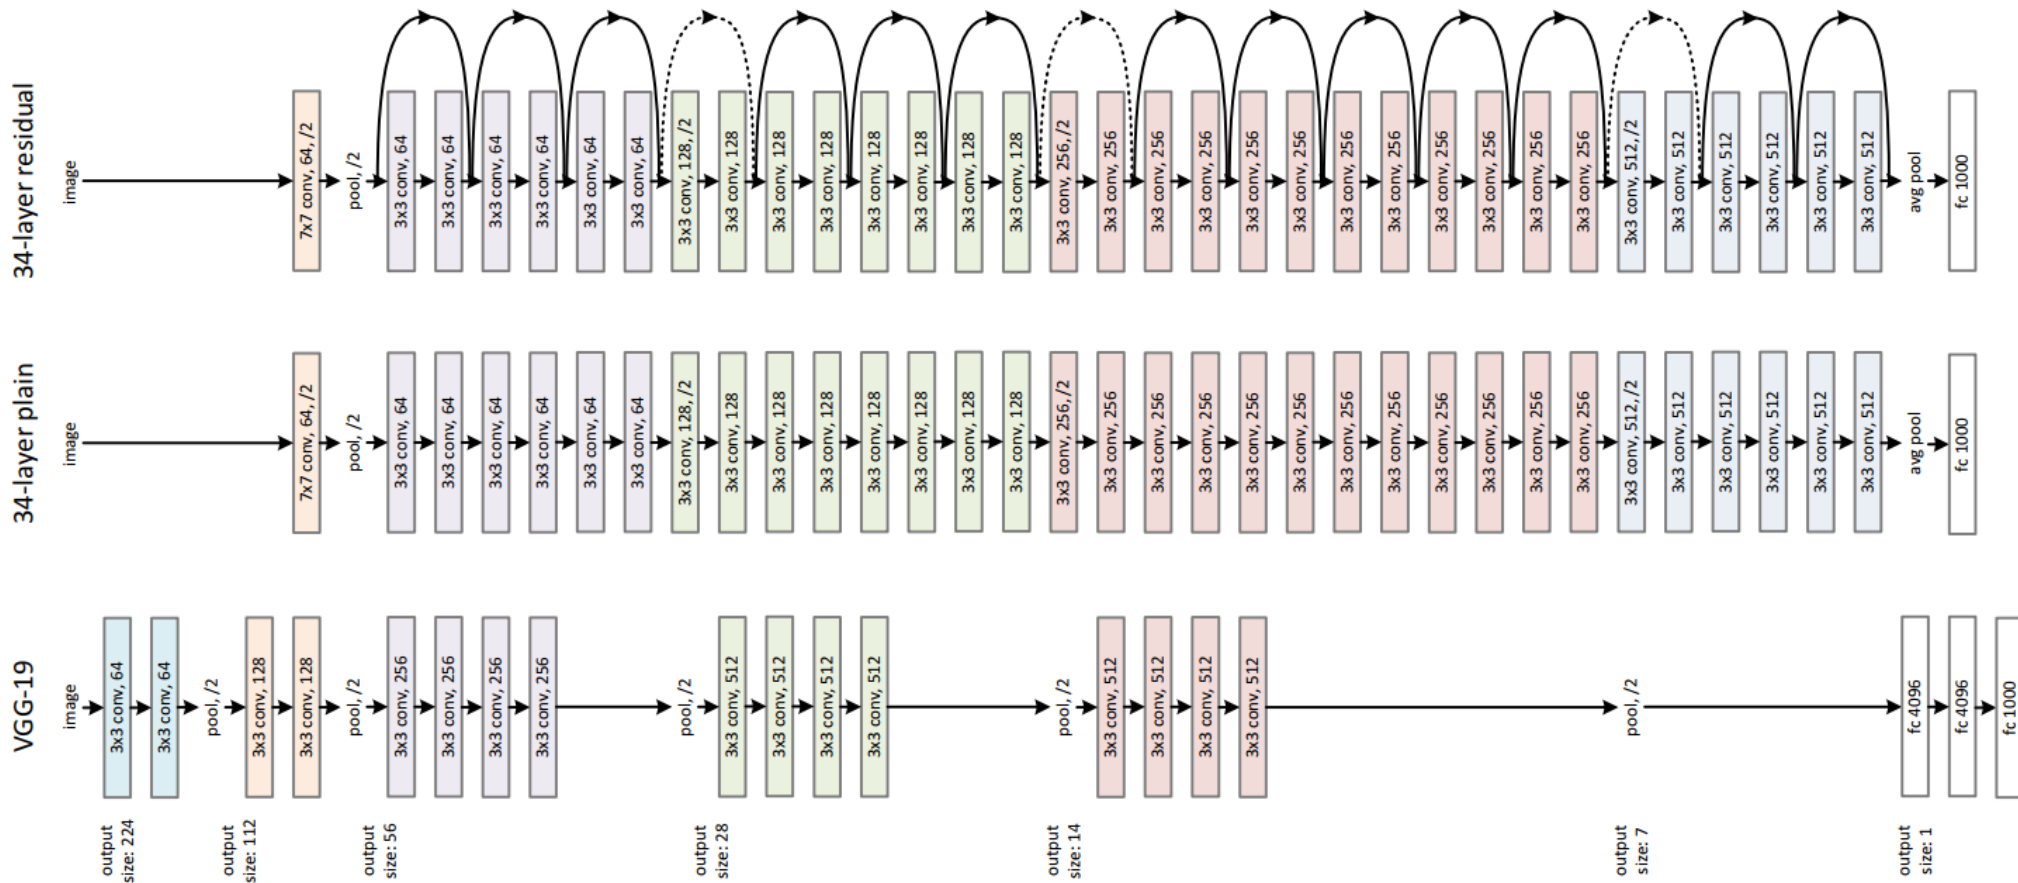 34-layer residual
image
7x7 conv, 64, /2
pool, /2
3x3 conv, 64
3x3 conv, 64
3x3 conv, 64
3x3 conv, 64
3x3 conv, 64
3x3 conv, 64
3x3 conv, 128, /2
3x3 conv, 128
3x3 conv, 128
3x3 conv, 128
3x3 conv, 128
3x3 conv, 128
3x3 conv, 128
3x3 conv, 128
3x3 conv, 256, /2
3x3 conv, 256
3x3 conv, 256
3x3 conv, 256
3x3 conv, 256
3x3 conv, 256
3x3 conv, 256
3x3 conv, 256
3x3 conv, 256
3x3 conv, 256
3x3 conv, 256
3x3 conv, 256
3x3 conv, 512, /2
3x3 conv, 512
3x3 conv, 512
3x3 conv, 512
3x3 conv, 512
3x3 conv, 512
avg pool
fc 1000
34-layer plain
image
7x7 conv, 64, /2
pool, /2
3x3 conv, 64
3x3 conv, 64
3x3 conv, 64
3x3 conv, 64
3x3 conv, 64
3x3 conv, 64
3x3 conv, 128, /2
3x3 conv, 128
3x3 conv, 128
3x3 conv, 128
3x3 conv, 128
3x3 conv, 128
3x3 conv, 128
3x3 conv, 128
3x3 conv, 256, /2
3x3 conv, 256
3x3 conv, 256
3x3 conv, 256
3x3 conv, 256
3x3 conv, 256
3x3 conv, 256
3x3 conv, 256
3x3 conv, 256
3x3 conv, 256
3x3 conv, 256
3x3 conv, 256
3x3 conv, 512, /2
3x3 conv, 512
3x3 conv, 512
3x3 conv, 512
3x3 conv, 512
3x3 conv, 512
avg pool
fc 1000
VGG-19
image
3x3 conv, 64
3x3 conv, 64
pool, /2
3x3 conv, 128
3x3 conv, 128
pool, /2
3x3 conv, 256
3x3 conv, 256
3x3 conv, 256
3x3 conv, 256
pool, /2
3x3 conv, 512
3x3 conv, 512
3x3 conv, 512
3x3 conv, 512
pool, /2
3x3 conv, 512
3x3 conv, 512
3x3 conv, 512
3x3 conv, 512
pool, /2
fc 4096
fc 4096
fc 1000
output
size: 224
output
size: 112
output
size: 56
output
size: 28
output
size: 14
output
size: 7
output
size: 1